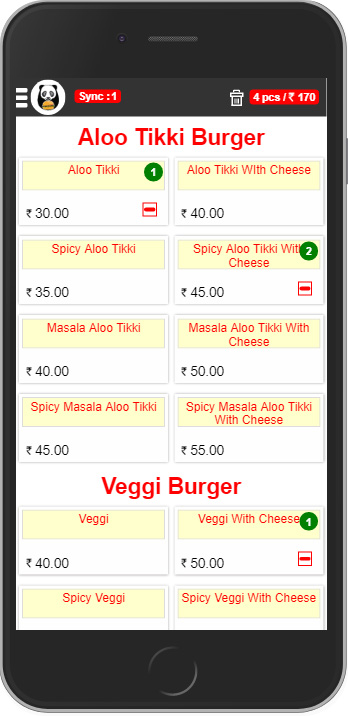 Sync : 1
4 pcs / ₹ 170
Aloo Tikki Burger
Aloo Tikki
1
Aloo Tikki WIth Cheese
₹ 30.00
₹ 40.00
Spicy Aloo Tikki
Spicy Aloo Tikki With
2
Cheese
₹ 35.00
₹ 45.00
Masala Aloo Tikki
Masala Aloo Tikki With
Cheese
₹ 40.00
₹ 50.00
Spicy Masala Aloo Tikki
Spicy Masala Aloo Tikki
With Cheese
₹ 45.00
₹ 55.00
Veggi Burger
Veggi
Veggi With Cheese
1
₹ 40.00
₹ 50.00
Spicy Veggi
Spicy Veggi With Cheese